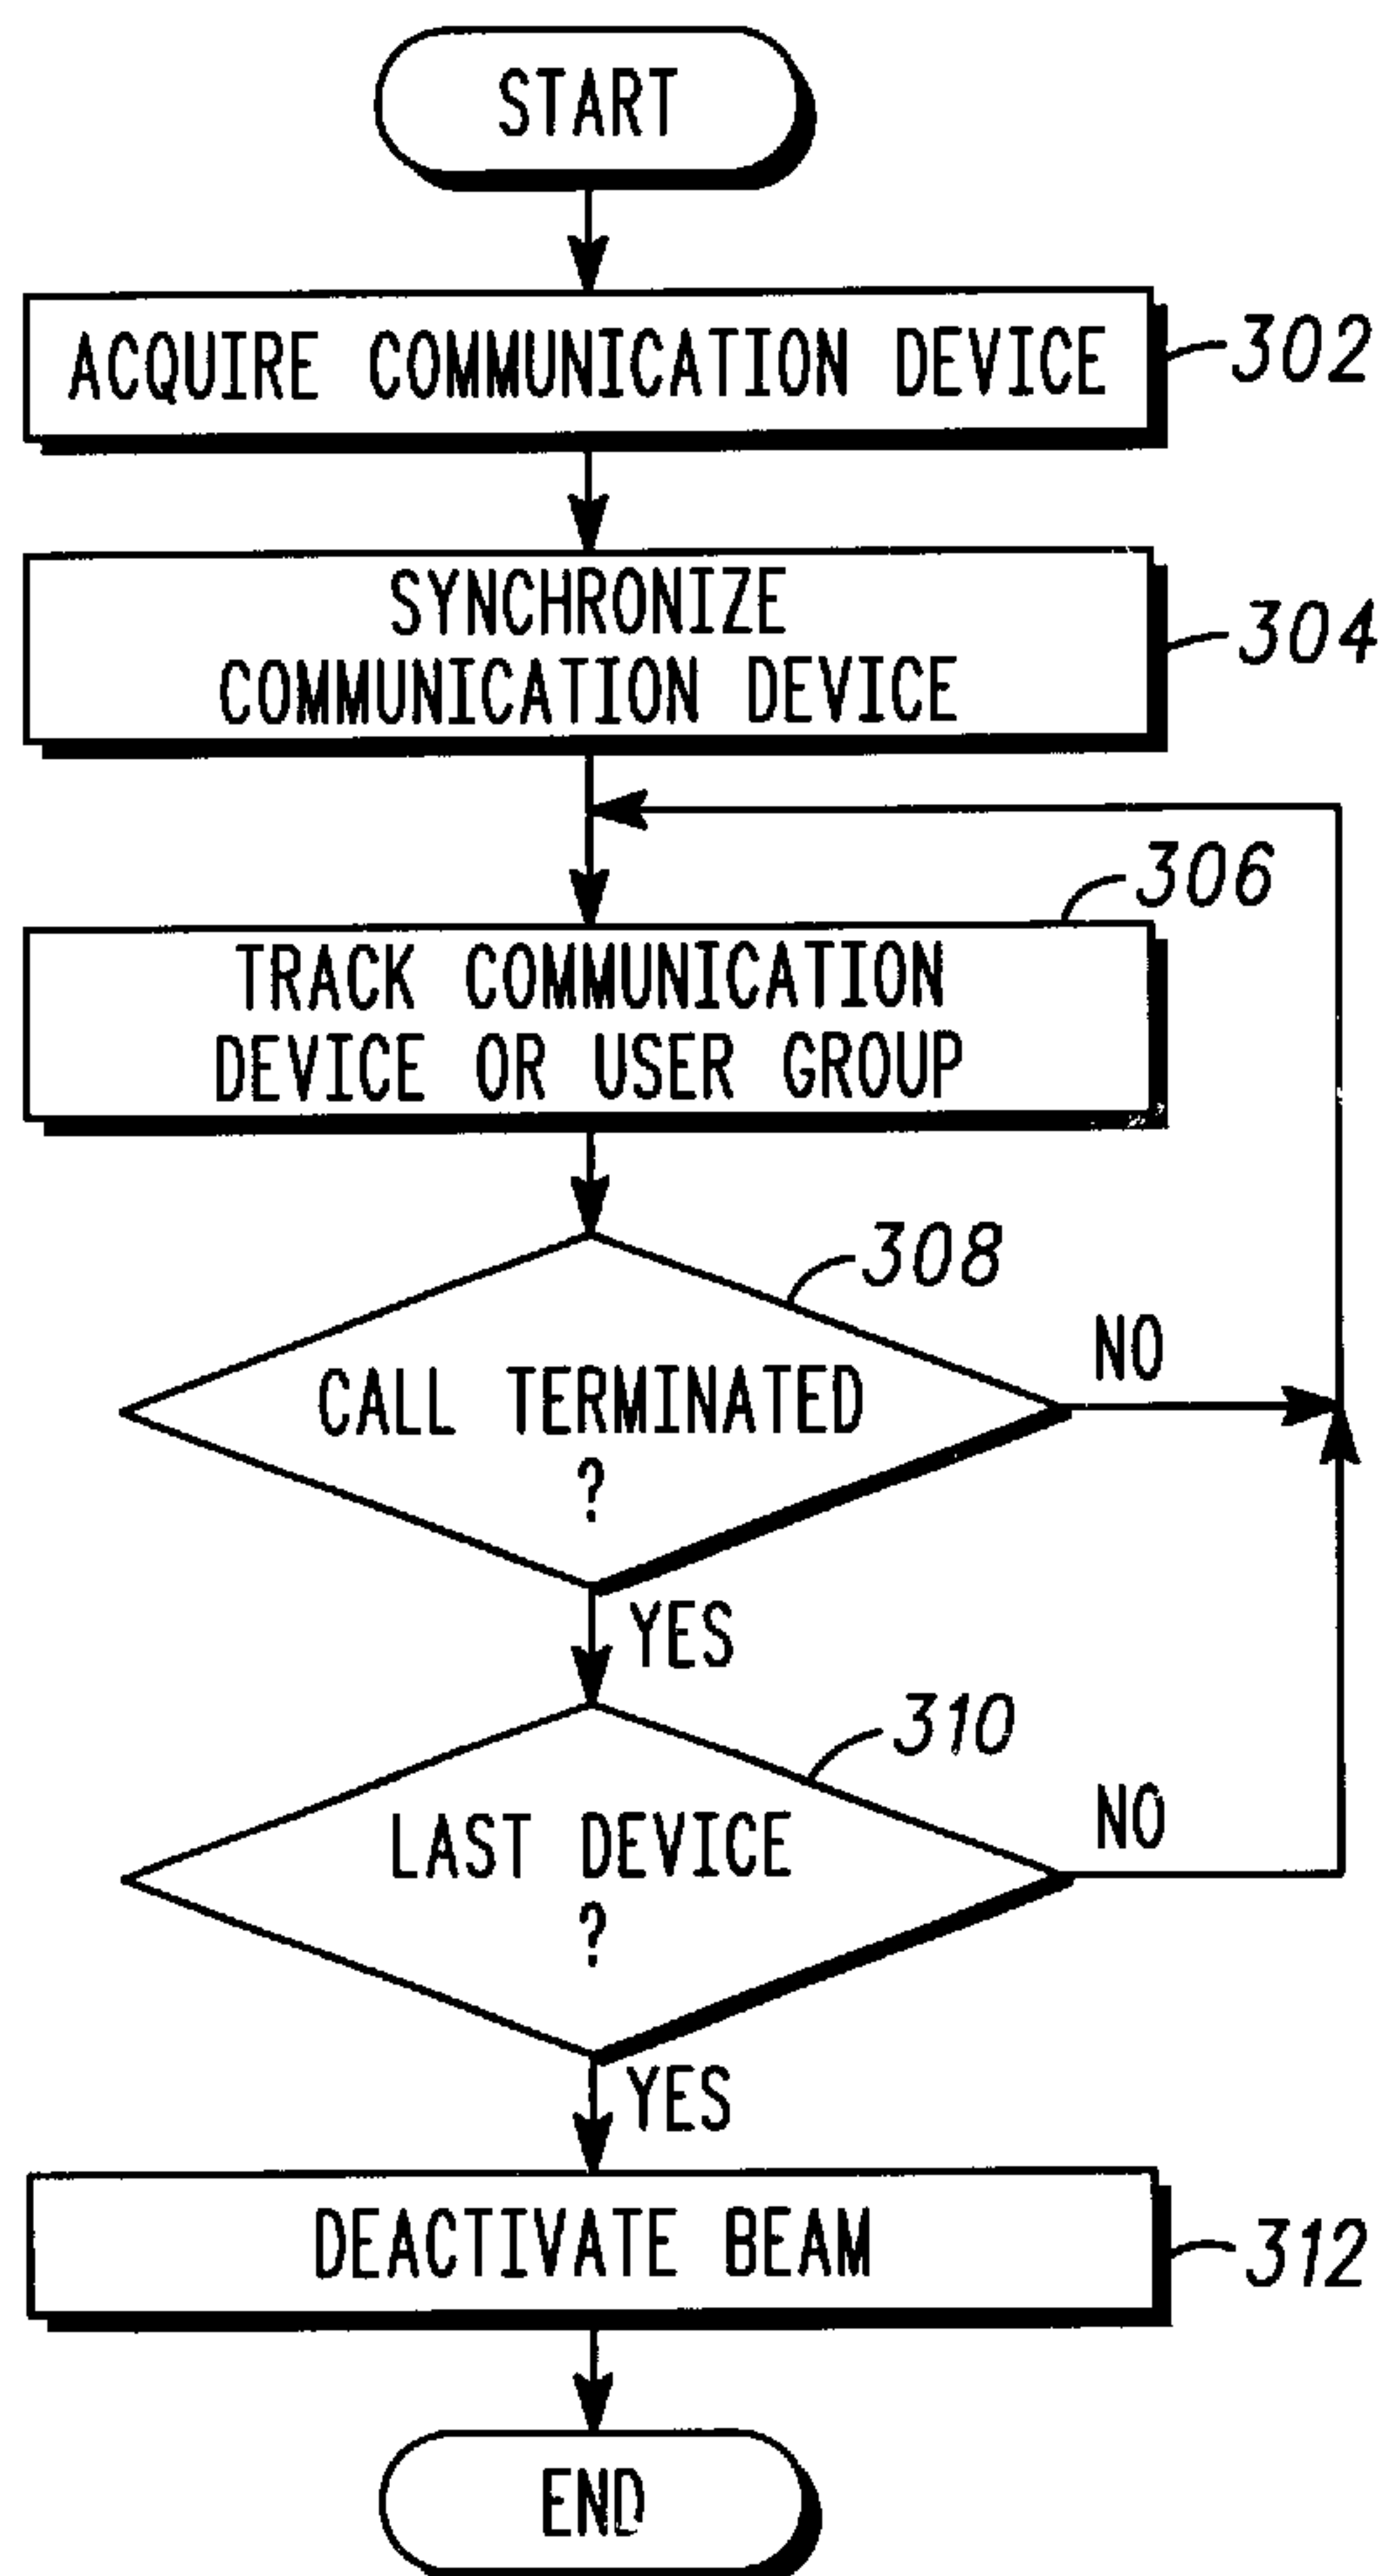 START
ACQUIRE COMMUNICATION DEVICE
302
SYNCHRONIZE
COMMUNICATION DEVICE
304
306
TRACK COMMUNICATION
DEVICE OR USER GROUP
308
CALL TERMINATED
?
NO
YES
310
LAST DEVICE
?
NO
YES
DEACTIVATE BEAM
312
END